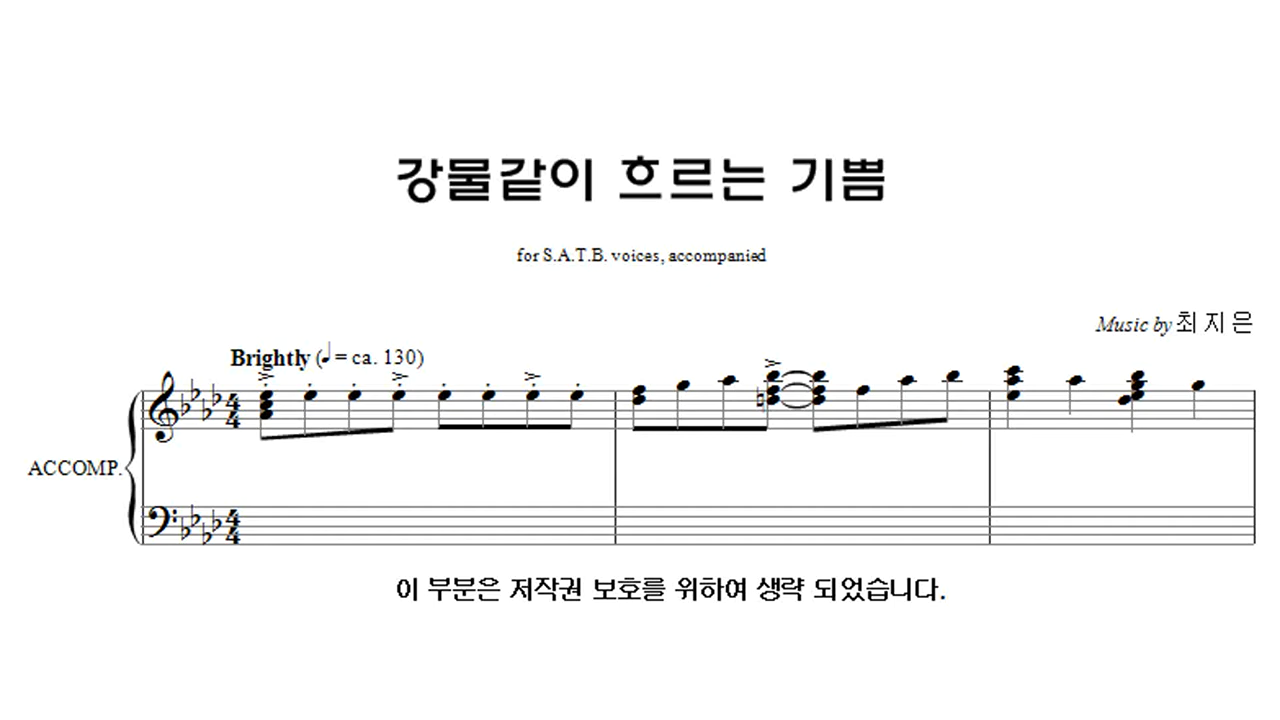 강물같이 흐르는 기쁨
for S.A.T.B. voices, accompanied
Music by 최 지 은
Brightly (♩ = ca. 130)
ACCOMP.
이 부분은 저작권 보호를 위하여 생략 되었습니다.